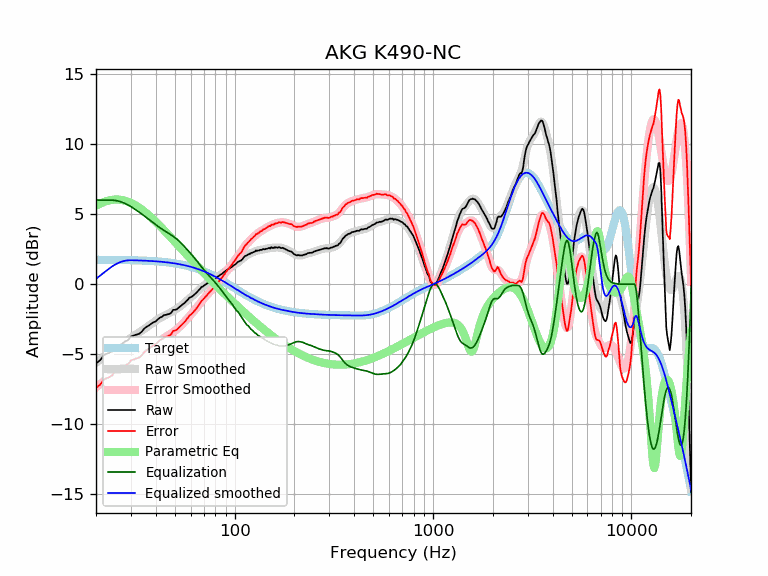 AKG K490-NC
15
10
5
0
−5
−10
−15
Amplitude (dBr)
Target
Raw Smoothed
Error Smoothed
Raw
Error
Parametric Eq
Equalization
Equalized smoothed
100
1000
10000
Frequency (Hz)